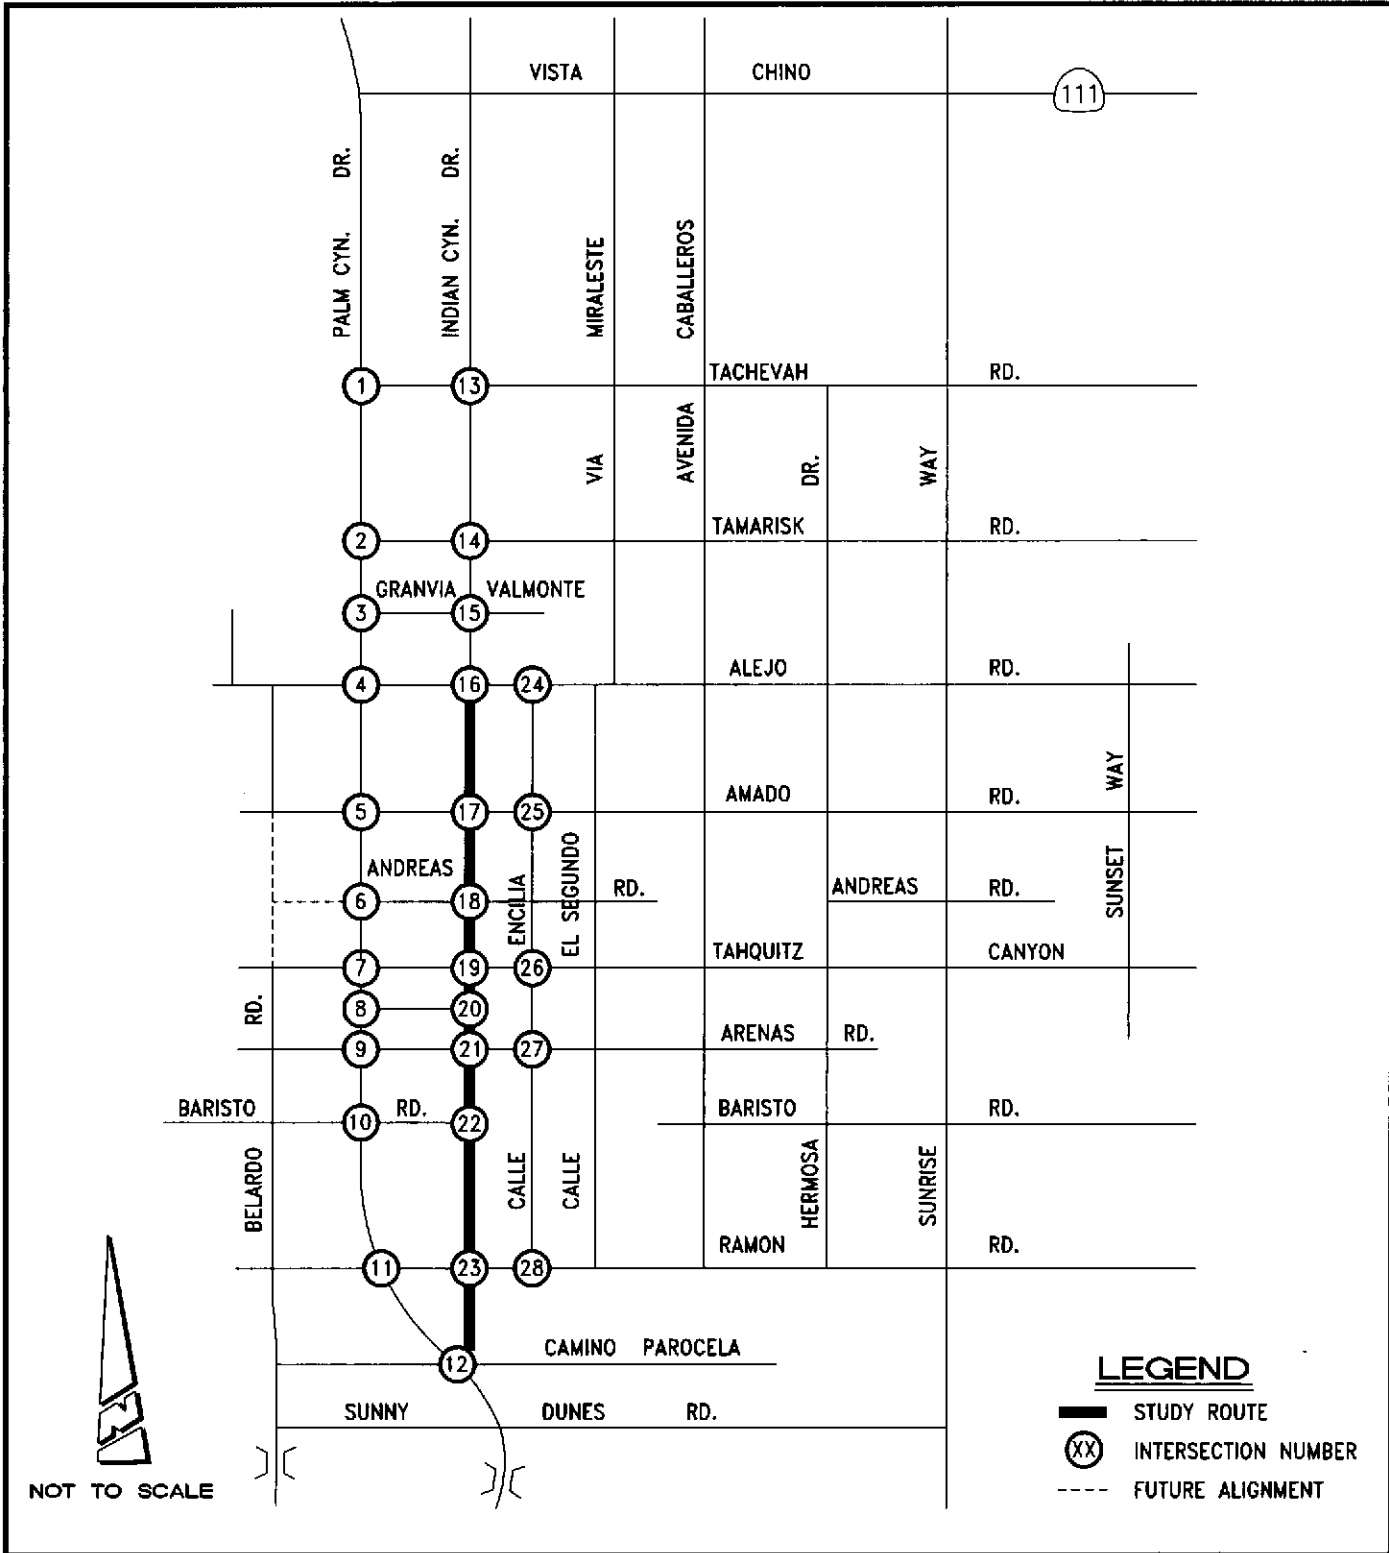 VISTA CHINO
111
PALM CYN. DR.
INDIAN CYN. DR.
VIA MIRALESTE
AVENIDA CABALLEROS
1 13 TACHEVAH RD.
HERMOSA DR.
SUNRISE WAY
2 14 TAMARISK RD.
GRANVIA VALMONTE
3 15
4 16 24 ALEJO RD.
5 17 25 AMADO RD.
SUNSET WAY
ANDREAS RD.
6 18
ANDREAS RD.
CALLE ENCILIA
CALLE EL SEGUNDO
7 19 26 TAHQUITZ CANYON
8 20
9 21 27 ARENAS RD.
BELARDO RD.
BARISTO RD.
10 22
BARISTO RD.
11 23 28 RAMON RD.
12 CAMINO PAROCELA
SUNNY DUNES RD.
N
NOT TO SCALE
LEGEND
STUDY ROUTE
XX INTERSECTION NUMBER
FUTURE ALIGNMENT